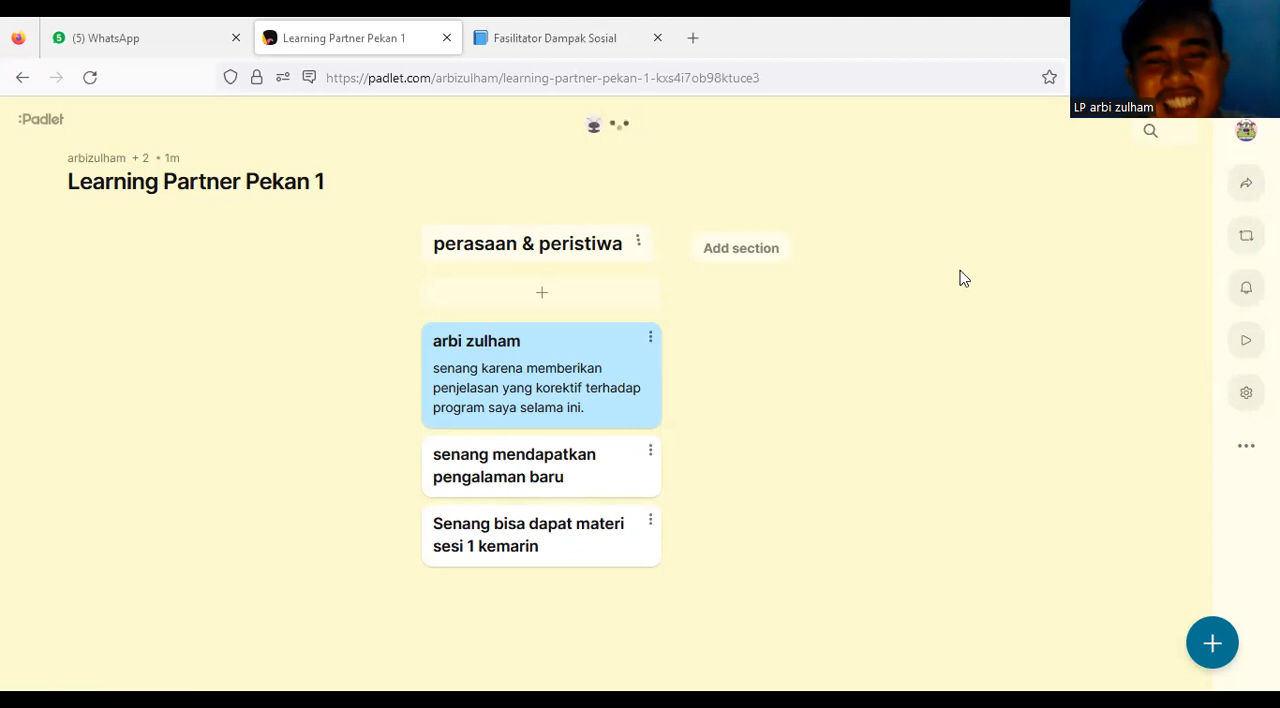 (5) WhatsApp
Learning Partner Pekan 1
Fasilitator Dampak Sosial
https://padlet.com/arbizulham/learning-partner-pekan-1-kxs4i7ob98ktuce3
LP arbi zulham
:Padlet
arbizulham + 2 • 1m
Learning Partner Pekan 1
perasaan & peristiwa
Add section
arbi zulham
senang karena memberikan
penjelasan yang korektif terhadap
program saya selama ini.
senang mendapatkan
pengalaman baru
Senang bisa dapat materi
sesi 1 kemarin